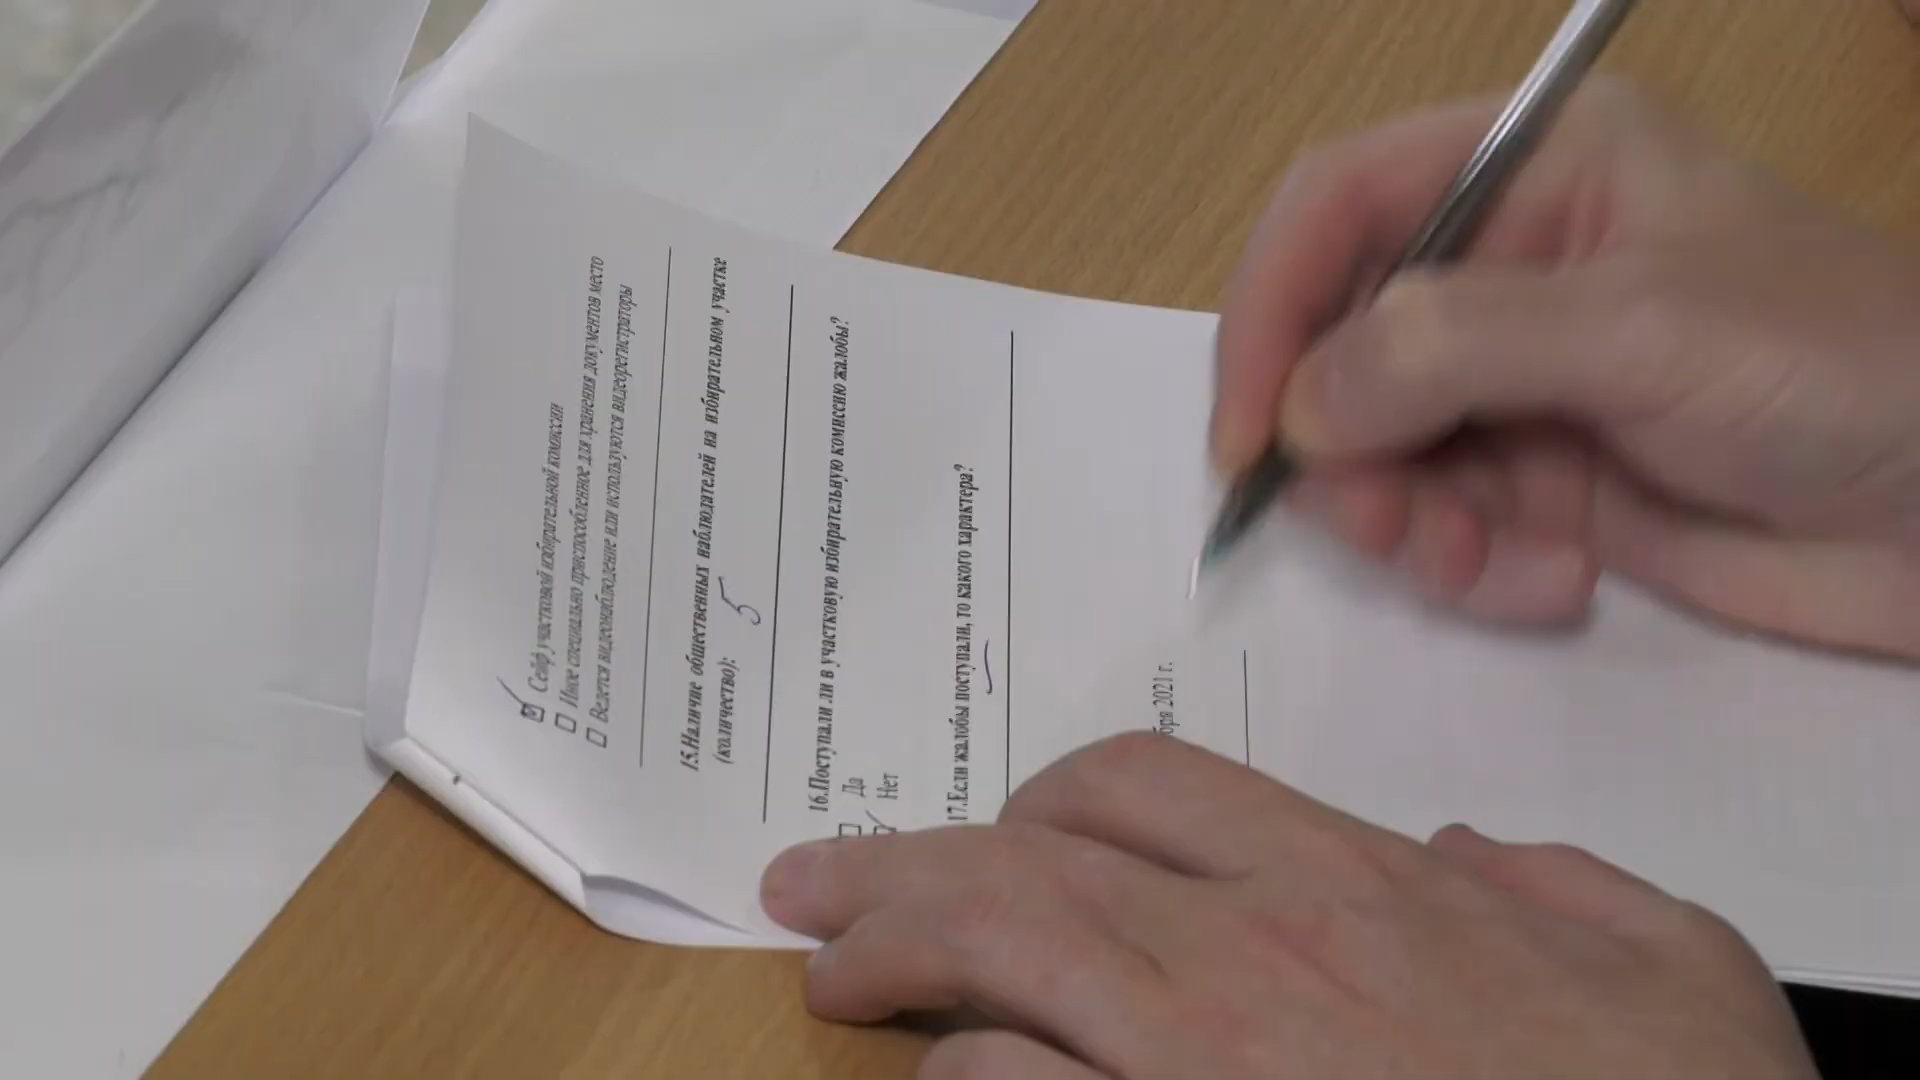 Сейф участковой избирательной комиссии
Иное специально приспособленное для хранения документов место
Ведется видеонаблюдение или используются видеорегистраторы
15.Наличие общественных наблюдателей на избирательном участке
(количество): 5
16.Поступали ли в участковую избирательную комиссию жалобы?
Да
Нет
17.Если жалобы поступали, то какого характера?
–
бря 2021 г.